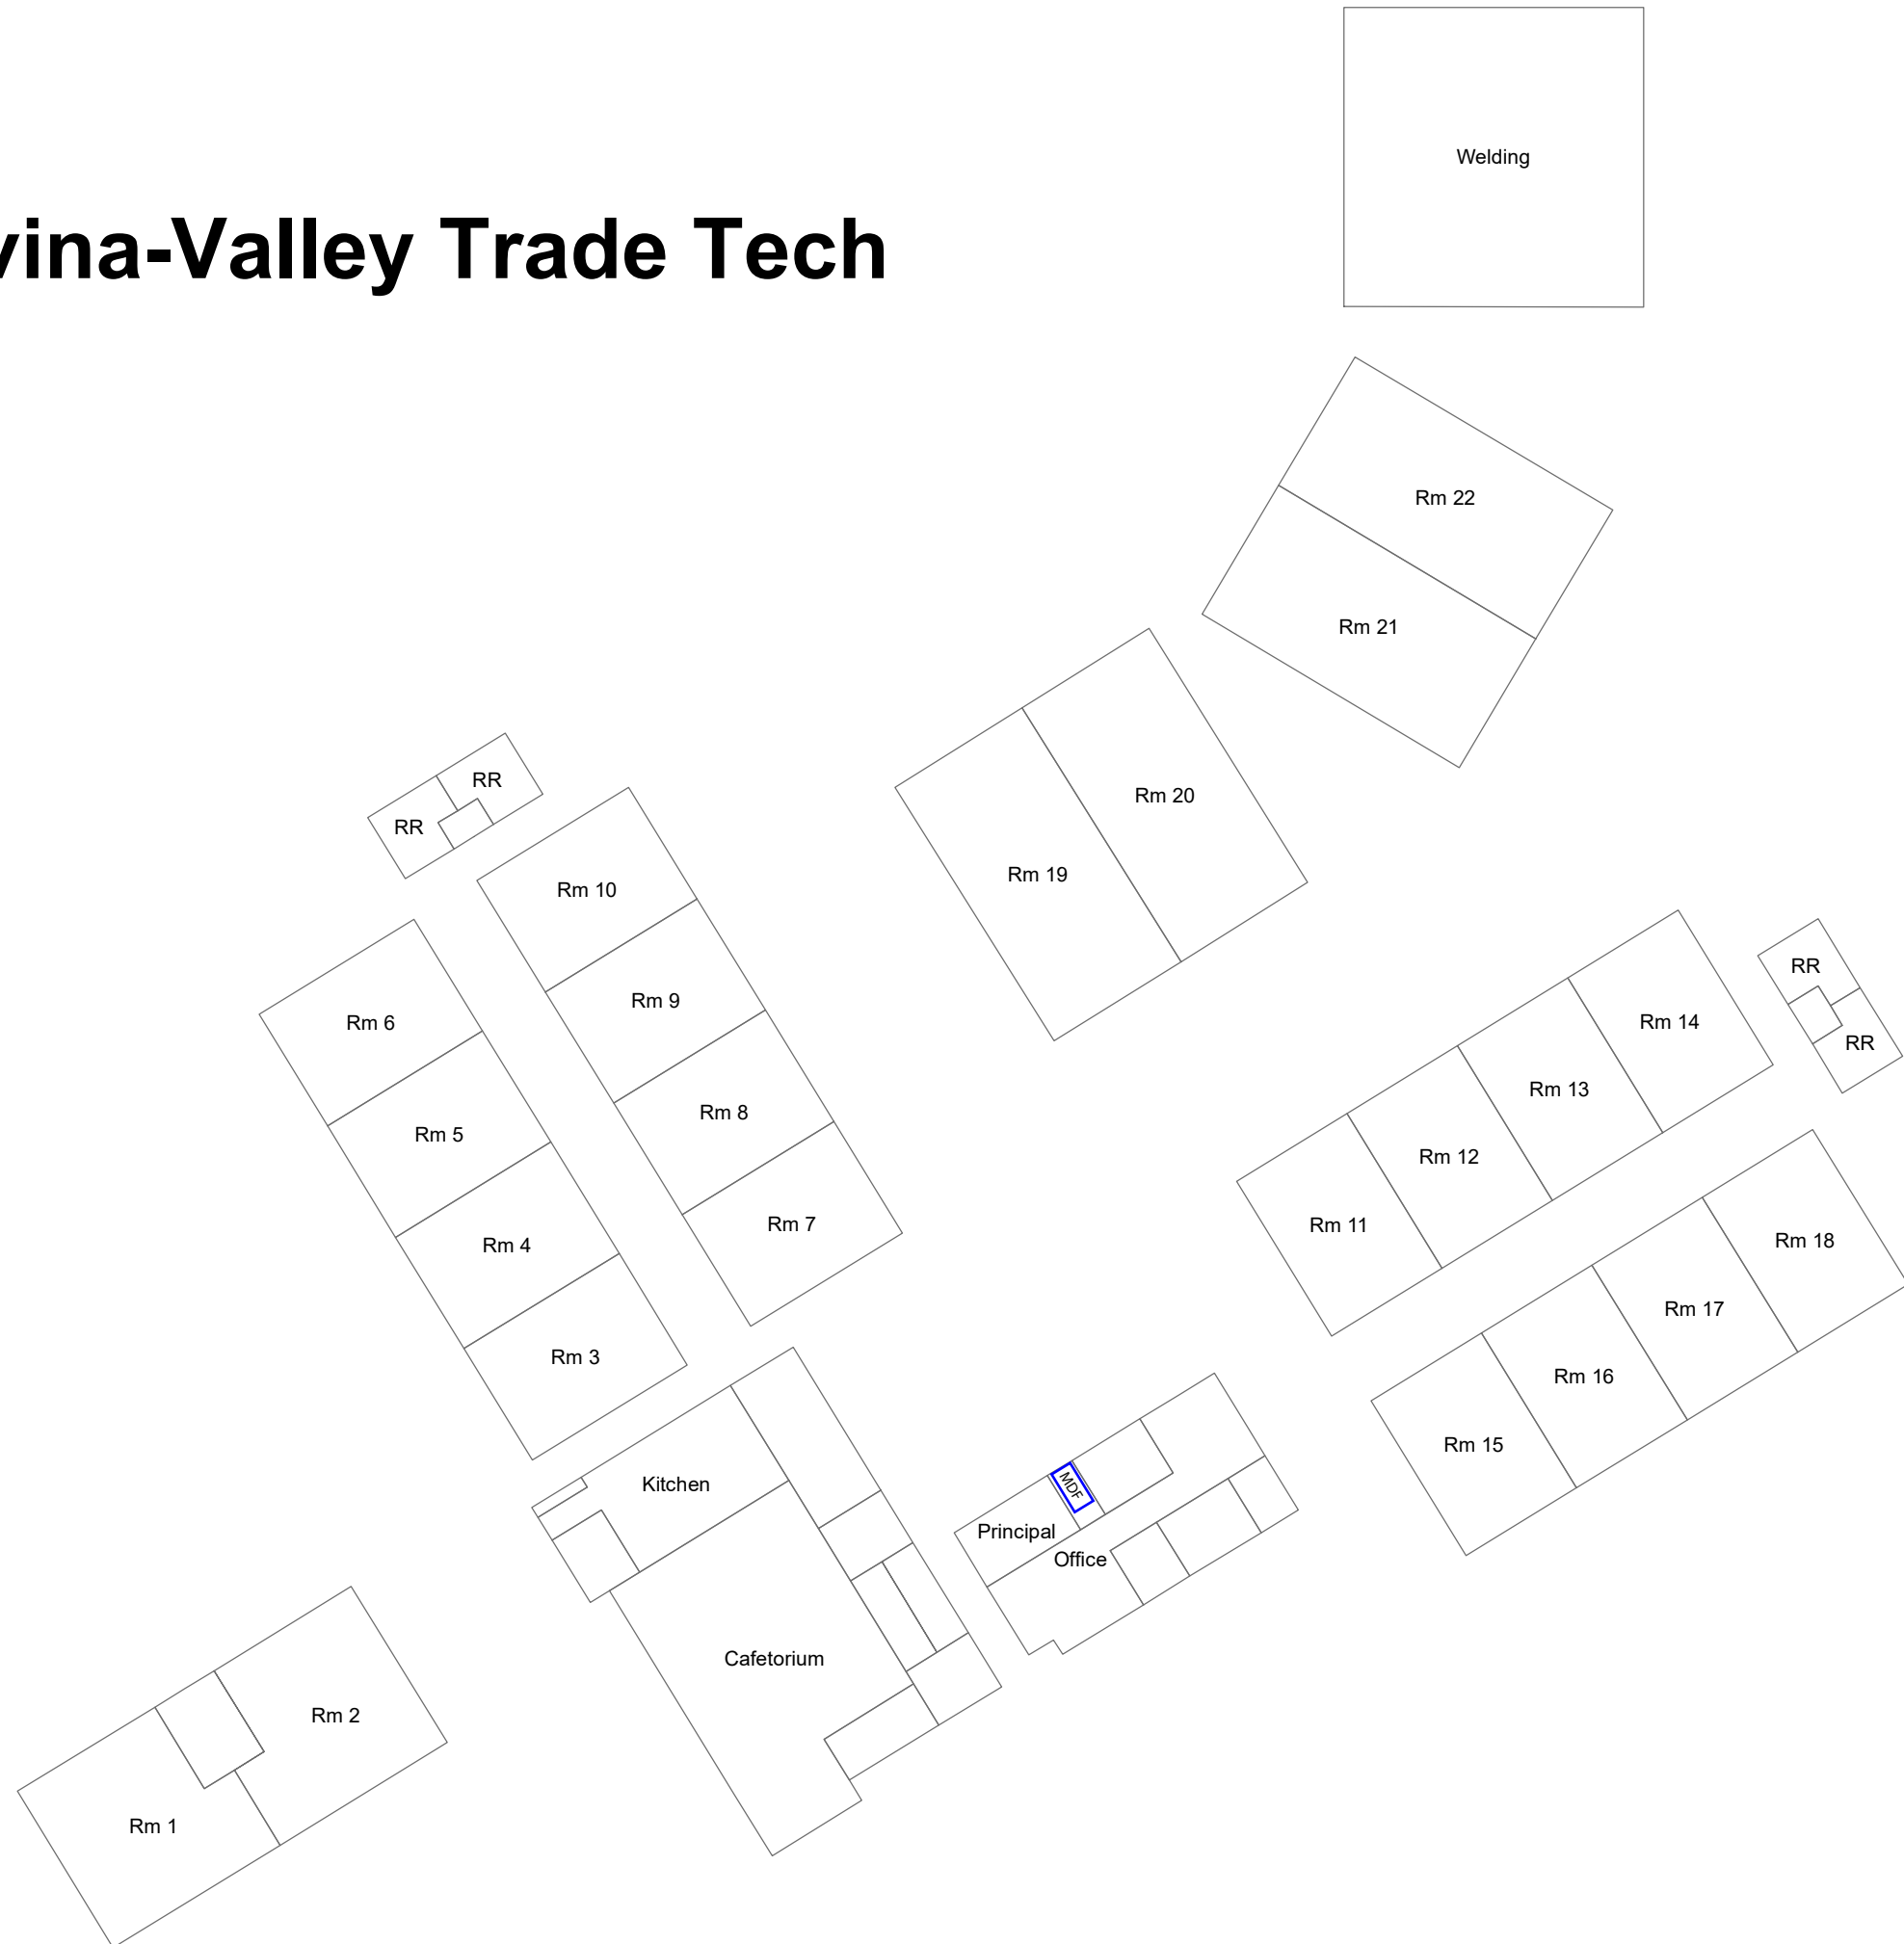 Welding
vina-Valley Trade Tech
Rm 22
Rm 21
RR
RR
Rm 20
Rm 19
Rm 10
Rm 9
Rm 8
Rm 7
Rm 6
Rm 5
Rm 4
Rm 3
RR
RR
Rm 14
Rm 13
Rm 12
Rm 11
Rm 18
Rm 17
Rm 16
Rm 15
Kitchen
MDF
Principal
Office
Cafetorium
Rm 2
Rm 1